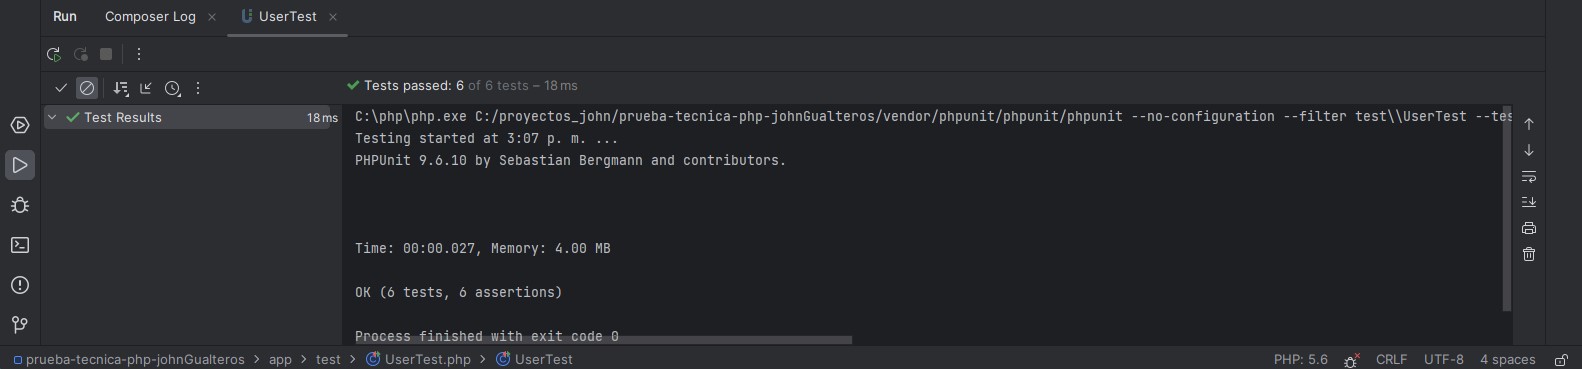 Run Composer Log UserTest
Tests passed: 6 of 6 tests – 18 ms
Test Results 18 ms
C:\php\php.exe C:/proyectos_john/prueba-tecnica-php-johnGualteros/vendor/phpunit/phpunit/phpunit --no-configuration --filter test\\UserTest --tes
Testing started at 3:07 p. m. ...
PHPUnit 9.6.10 by Sebastian Bergmann and contributors.
Time: 00:00.027, Memory: 4.00 MB
OK (6 tests, 6 assertions)
Process finished with exit code 0
prueba-tecnica-php-johnGualteros > app > test > UserTest.php > UserTest PHP: 5.6 CRLF UTF-8 4 spaces